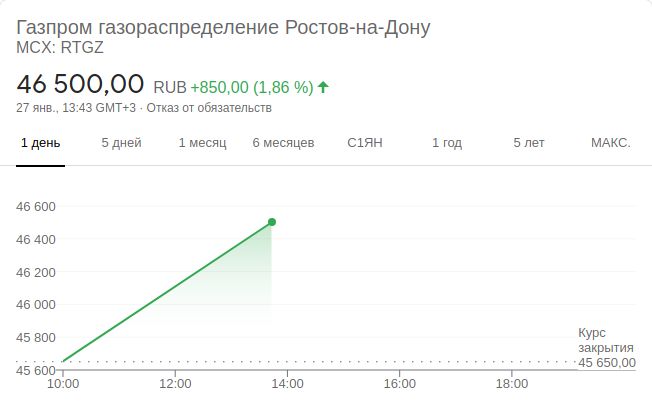 Газпром газораспределение Ростов-на-Дону
MCX: RTGZ
46 500,00 RUB +850,00 (1,86 %)
27 янв., 13:43 GMT+3 · Отказ от обязательств
1 день 5 дней 1 месяц 6 месяцев С1ЯН 1 год 5 лет МАКС.
46 600
46 400
46 200
46 000
45 800
45 600
Курс
закрытия
45 650,00
10:00 12:00 14:00 16:00 18:00